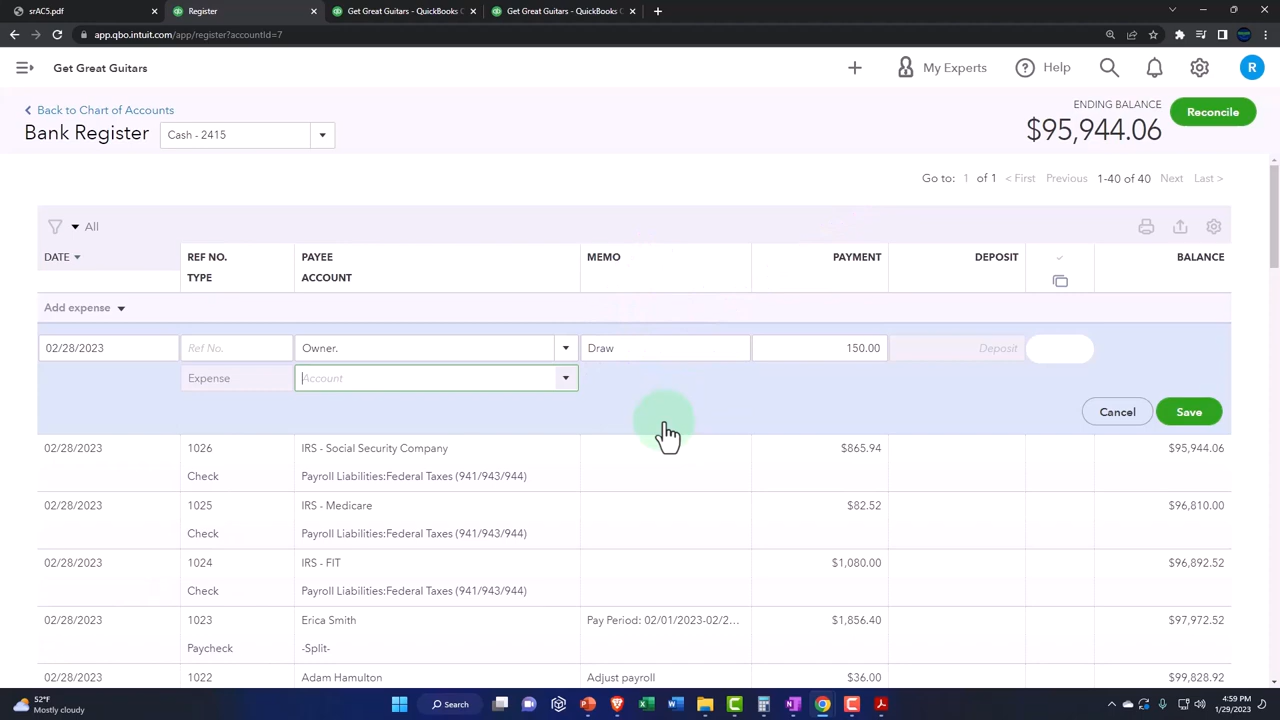 srAC5.pdf
Register
Get Great Guitars - QuickBooks C
Get Great Guitars - QuickBooks C
app.qbo.intuit.com/app/register?accountId=7
Get Great Guitars
My Experts
Help
R
Back to Chart of Accounts
Bank Register
Cash - 2415
ENDING BALANCE
$95,944.06
Reconcile
Go to: 1 of 1 < First Previous 1-40 of 40 Next Last >
All
DATE REF NO. PAYEE MEMO PAYMENT DEPOSIT BALANCE
TYPE ACCOUNT
Add expense
02/28/2023 Ref No. Owner. Draw 150.00 Deposit
Expense Account
Cancel Save
02/28/2023 1026 IRS - Social Security Company $865.94 $95,944.06
Check Payroll Liabilities:Federal Taxes (941/943/944)
02/28/2023 1025 IRS - Medicare $82.52 $96,810.00
Check Payroll Liabilities:Federal Taxes (941/943/944)
02/28/2023 1024 IRS - FIT $1,080.00 $96,892.52
Check Payroll Liabilities:Federal Taxes (941/943/944)
02/28/2023 1023 Erica Smith Pay Period: 02/01/2023-02/2... $1,856.40 $97,972.52
Paycheck -Split-
02/28/2023 1022 Adam Hamulton Adjust payroll $36.00 $99,828.92
52°F
Mostly cloudy
Search
4:59 PM
1/29/2023